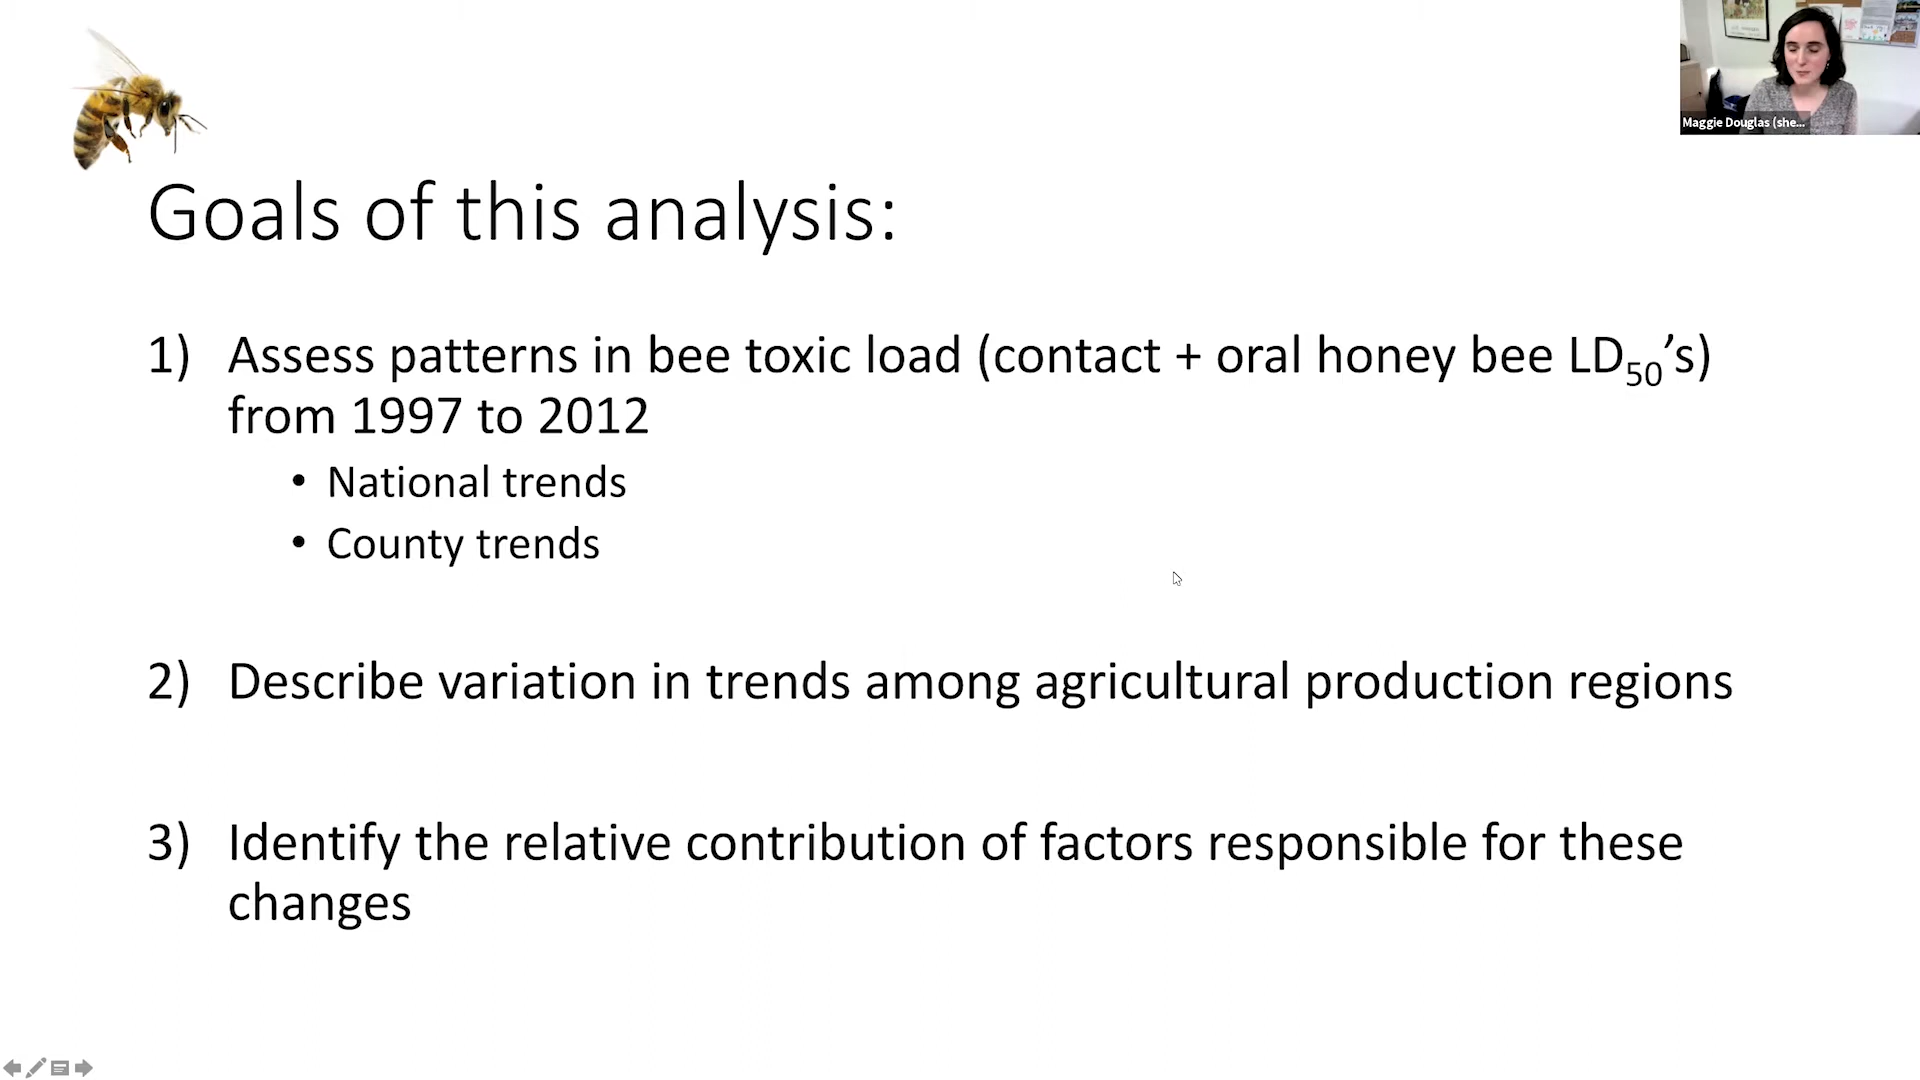 Maggie Douglas (she...
Goals of this analysis:
1) Assess patterns in bee toxic load (contact + oral honey bee LD50's)
from 1997 to 2012
• National trends
• County trends
2) Describe variation in trends among agricultural production regions
3) Identify the relative contribution of factors responsible for these
changes